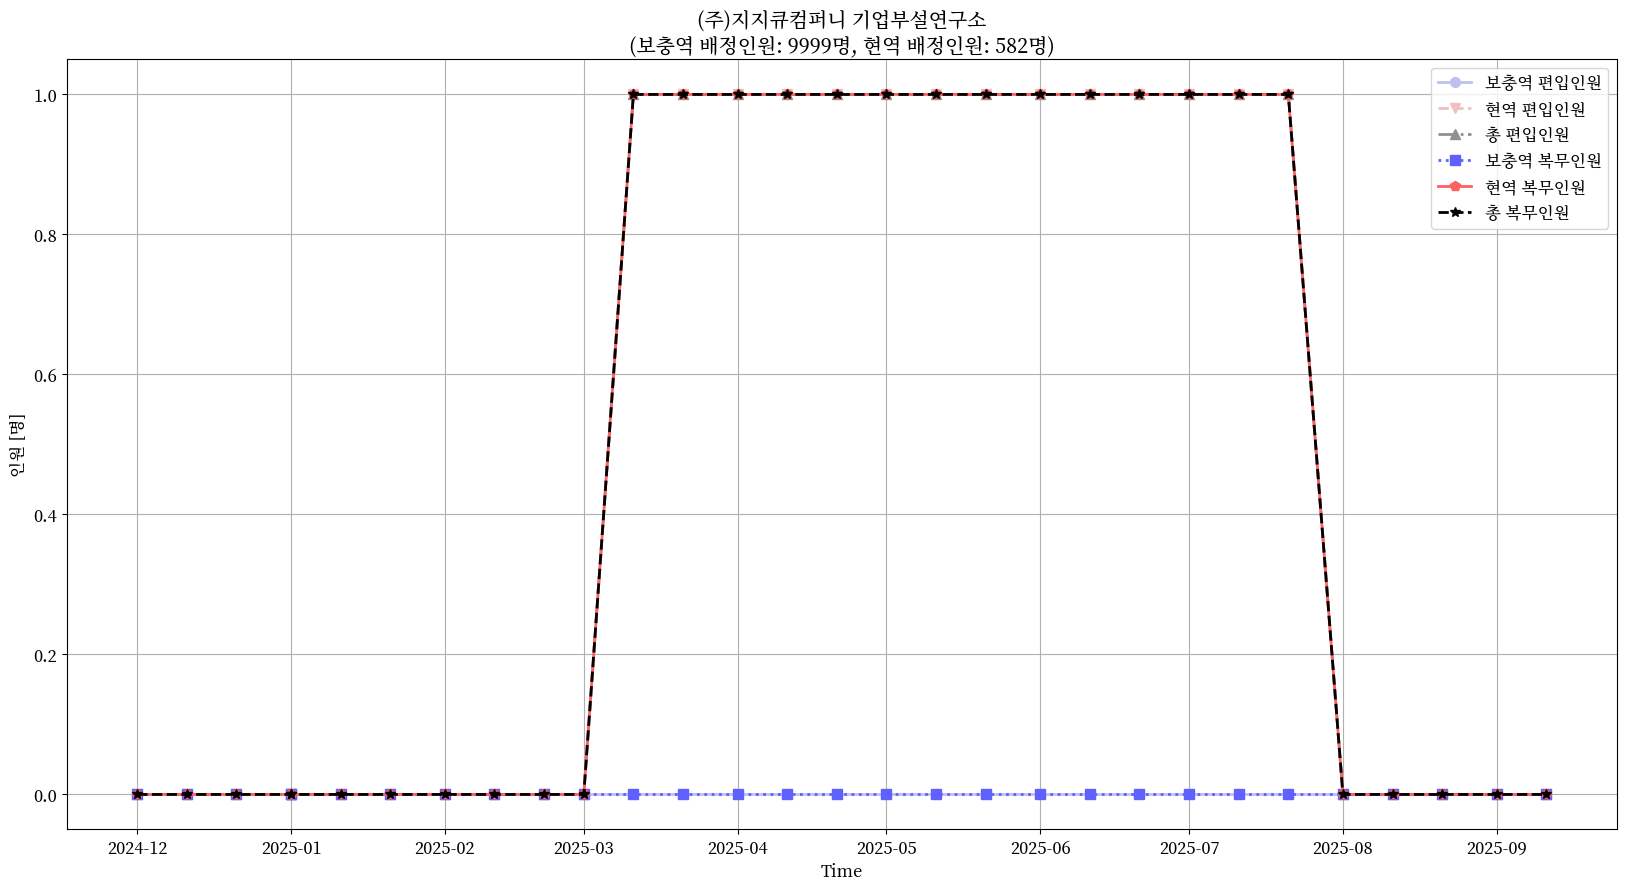 (주)지지큐컴퍼니 기업부설연구소
(보충역 배정인원: 9999명, 현역 배정인원: 582명)
보충역 편입인원
현역 편입인원
총 편입인원
보충역 복무인원
현역 복무인원
총 복무인원
인원 [명]
1.0
0.8
0.6
0.4
0.2
0.0
2024-12 2025-01 2025-02 2025-03 2025-04 2025-05 2025-06 2025-07 2025-08 2025-09
Time